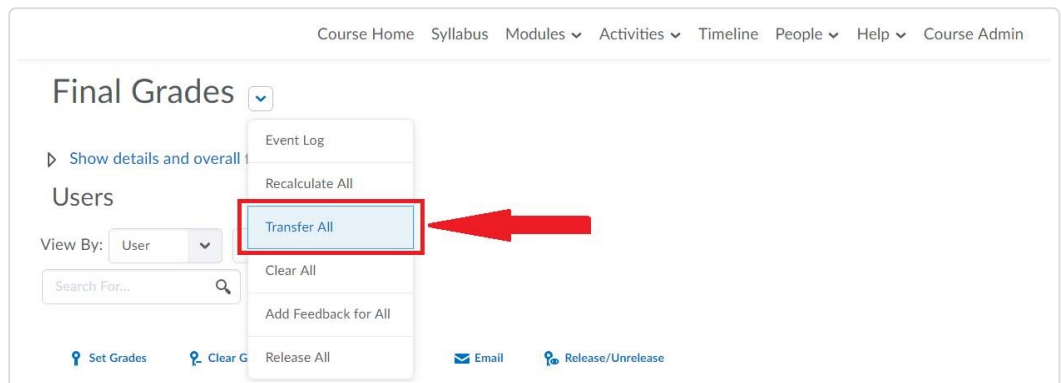 Course Home Syllabus Modules Activities Timeline People Help Course Admin
Final Grades
Event Log
Show details and overall
Recalculate All
Users
Transfer All
View By: User
Clear All
Search For...
Add Feedback for All
Set Grades Clear G Release All Email Release/Unrelease